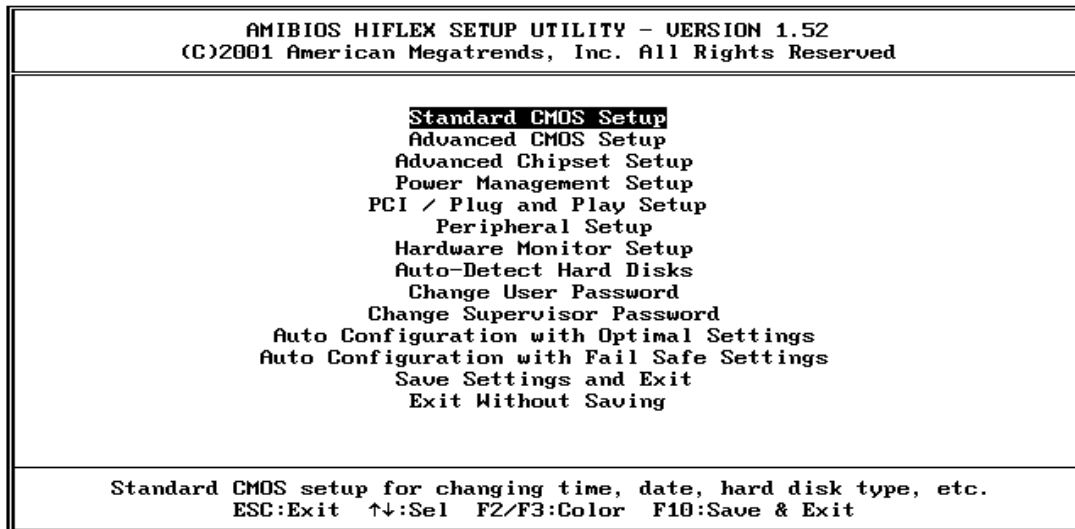 AMIBIOS HIFLEX SETUP UTILITY - VERSION 1.52
(C)2001 American Megatrends, Inc. All Rights Reserved
Standard CMOS Setup
Advanced CMOS Setup
Advanced Chipset Setup
Power Management Setup
PCI / Plug and Play Setup
Peripheral Setup
Hardware Monitor Setup
Auto-Detect Hard Disks
Change User Password
Change Supervisor Password
Auto Configuration with Optimal Settings
Auto Configuration with Fail Safe Settings
Save Settings and Exit
Exit Without Saving
Standard CMOS setup for changing time, date, hard disk type, etc.
ESC:Exit ↑↓:Sel F2/F3:Color F10:Save & Exit